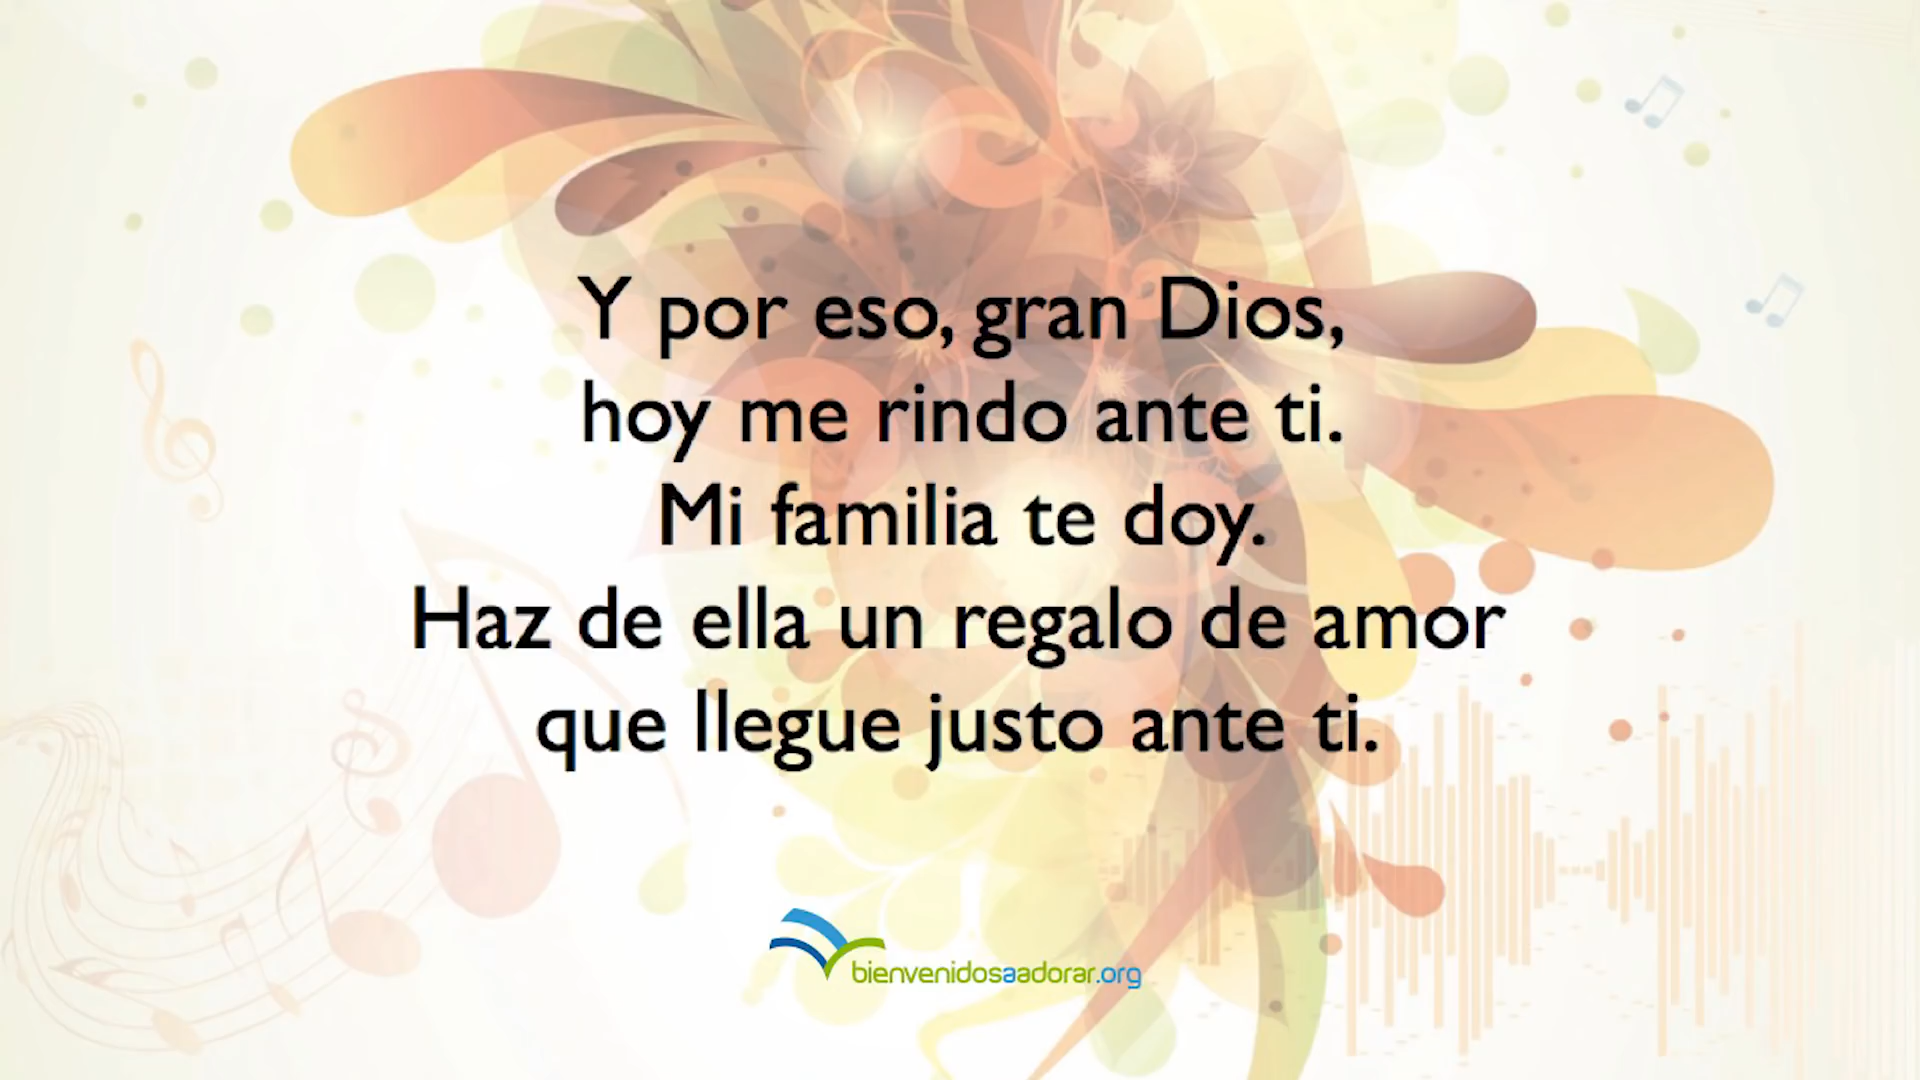 Y por eso, gran Dios,
hoy me rindo ante ti.
Mi familia te doy.
Haz de ella un regalo de amor
que llegue justo ante ti.
bienvenidosaadorar.org